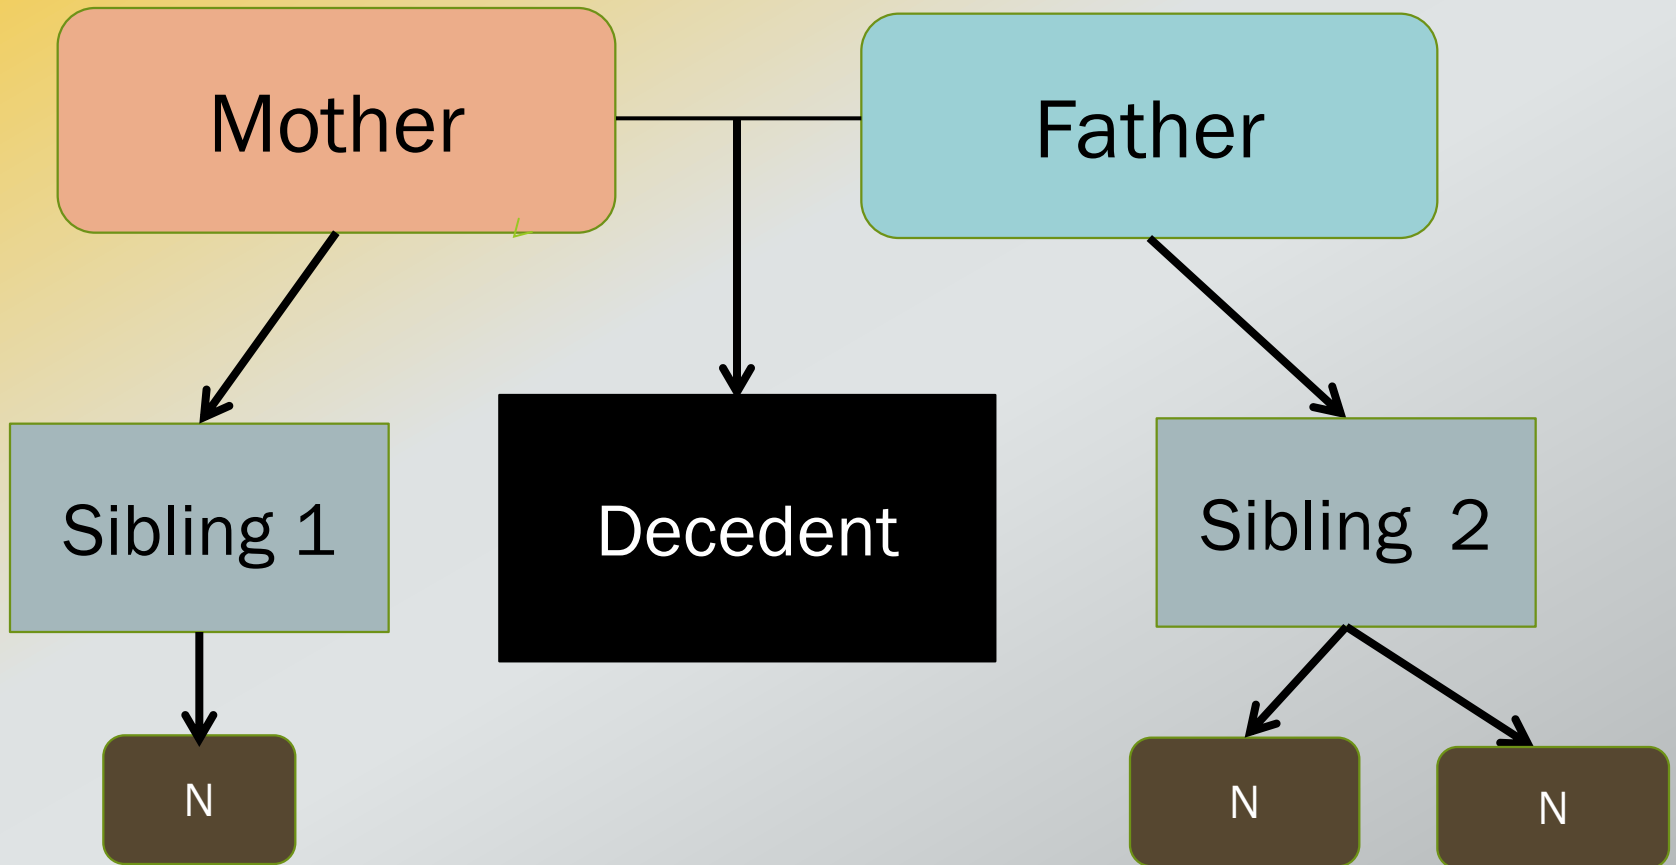 Mother
Father
Sibling 1
Decedent
Sibling  2
N
N
N